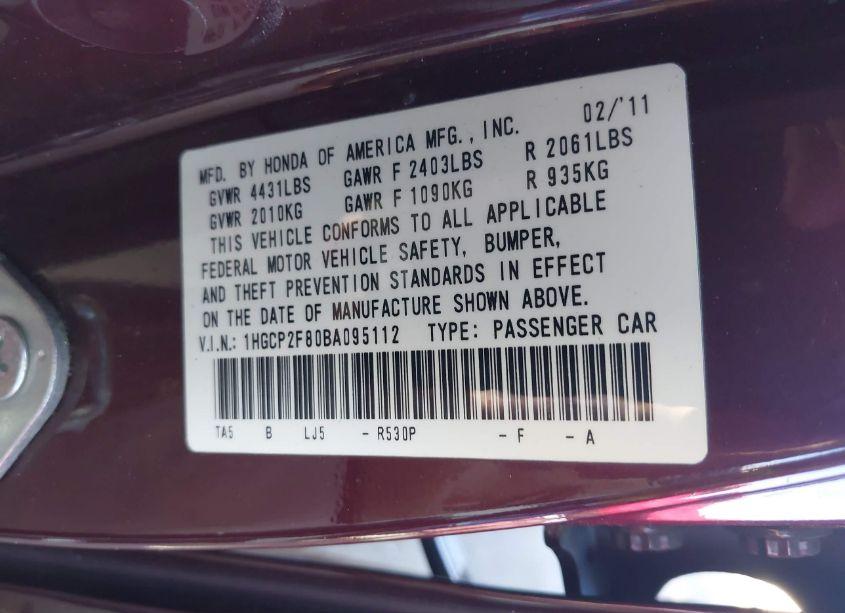 MFD. BY HONDA OF AMERICA MFG., INC. 02/'11
GVWR 4431LBS GAWR F 2403LBS R 2061LBS
GVWR 2010KG GAWR F 1090KG R 935KG
THIS VEHICLE CONFORMS TO ALL APPLICABLE
FEDERAL MOTOR VEHICLE SAFETY, BUMPER,
AND THEFT PREVENTION STANDARDS IN EFFECT
ON THE DATE OF MANUFACTURE SHOWN ABOVE.
V.I.N.: 1HGCP2F80BA095112 TYPE: PASSENGER CAR
TA5 B LJ5 - R530P - F - A